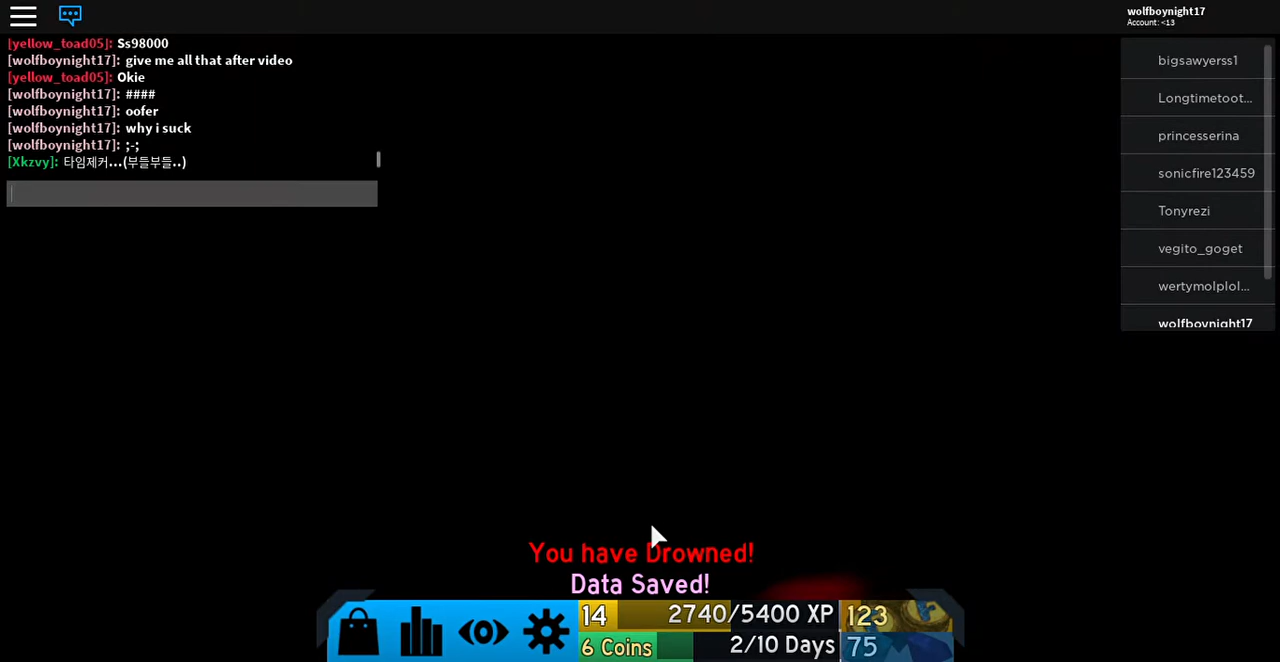 wolfboynight17
Account: <13
[yellow_toad05]: Ss98000
[wolfboynight17]: give me all that after video
[yellow_toad05]: Okie
[wolfboynight17]: ####
[wolfboynight17]: oofer
[wolfboynight17]: why i suck
[wolfboynight17]: ;-;
[Xkzvy]: 타임제커...(부들부들..)
bigsawyerss1
Longtimetoot...
princesserina
sonicfire123459
Tonyrezi
vegito_goget
wertymolplol...
wolfboynight17
You have Drowned!
Data Saved!
14 2740/5400 XP 123
6 Coins 2/10 Days 75